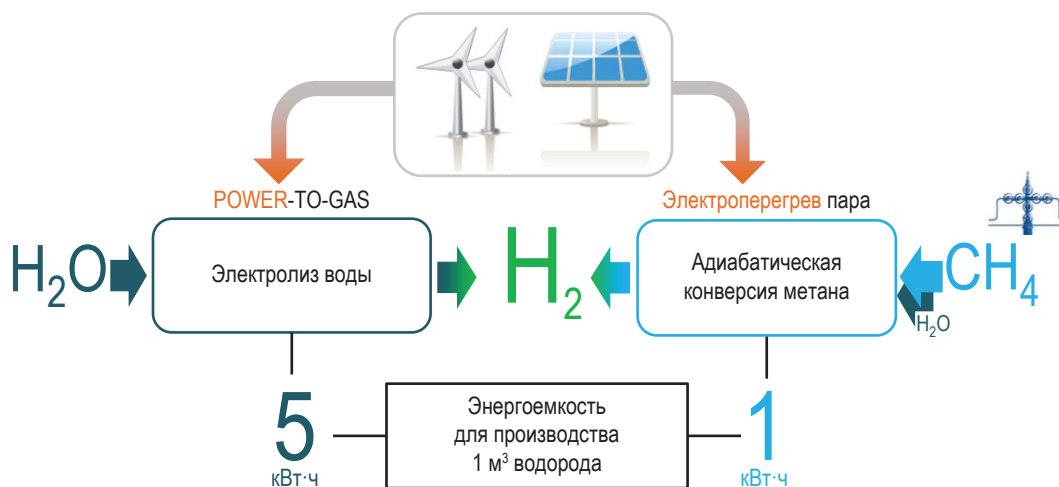 POWER-TO-GAS
Электроперегрев пара
H₂O
Электролиз воды
H₂
Адиабатическая
конверсия метана
CH₄
H₂O
5
кВт·ч
Энергоемкость
для производства
1 м³ водорода
1
кВт·ч